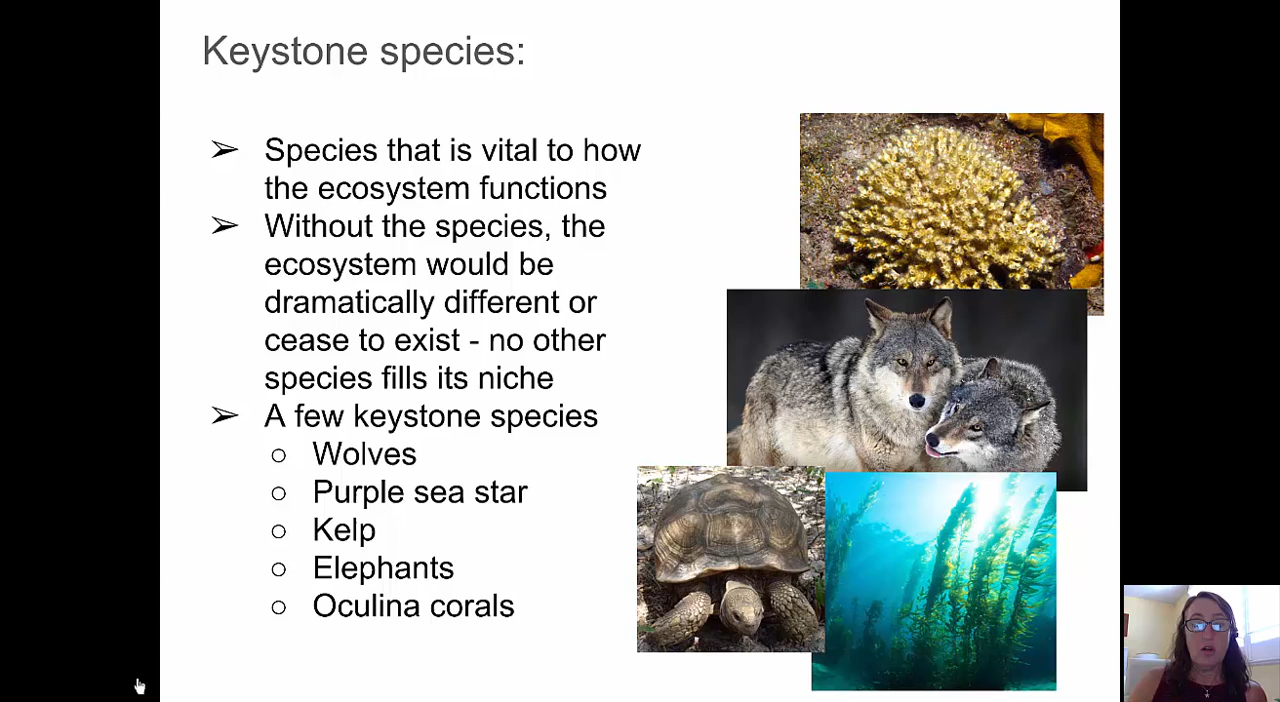 Keystone species:
➢ Species that is vital to how
the ecosystem functions
➢ Without the species, the
ecosystem would be
dramatically different or
cease to exist - no other
species fills its niche
➢ A few keystone species
○ Wolves
○ Purple sea star
○ Kelp
○ Elephants
○ Oculina corals